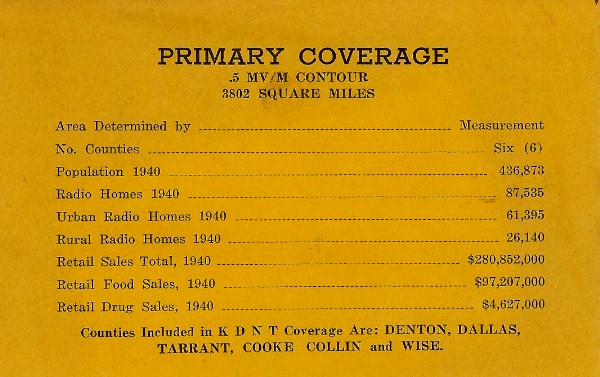 PRIMARY COVERAGE
.5 MV/M CONTOUR
3802 SQUARE MILES
Area Determined by Measurement
No. Counties Six (6)
Population 1940 436,873
Radio Homes 1940 87,535
Urban Radio Homes 1940 61,395
Rural Radio Homes 1940 26,140
Retail Sales Total, 1940 $280,852,000
Retail Food Sales, 1940 $97,207,000
Retail Drug Sales, 1940 $4,627,000
Counties Included in K D N T Coverage Are: DENTON, DALLAS,
TARRANT, COOKE COLLIN and WISE.